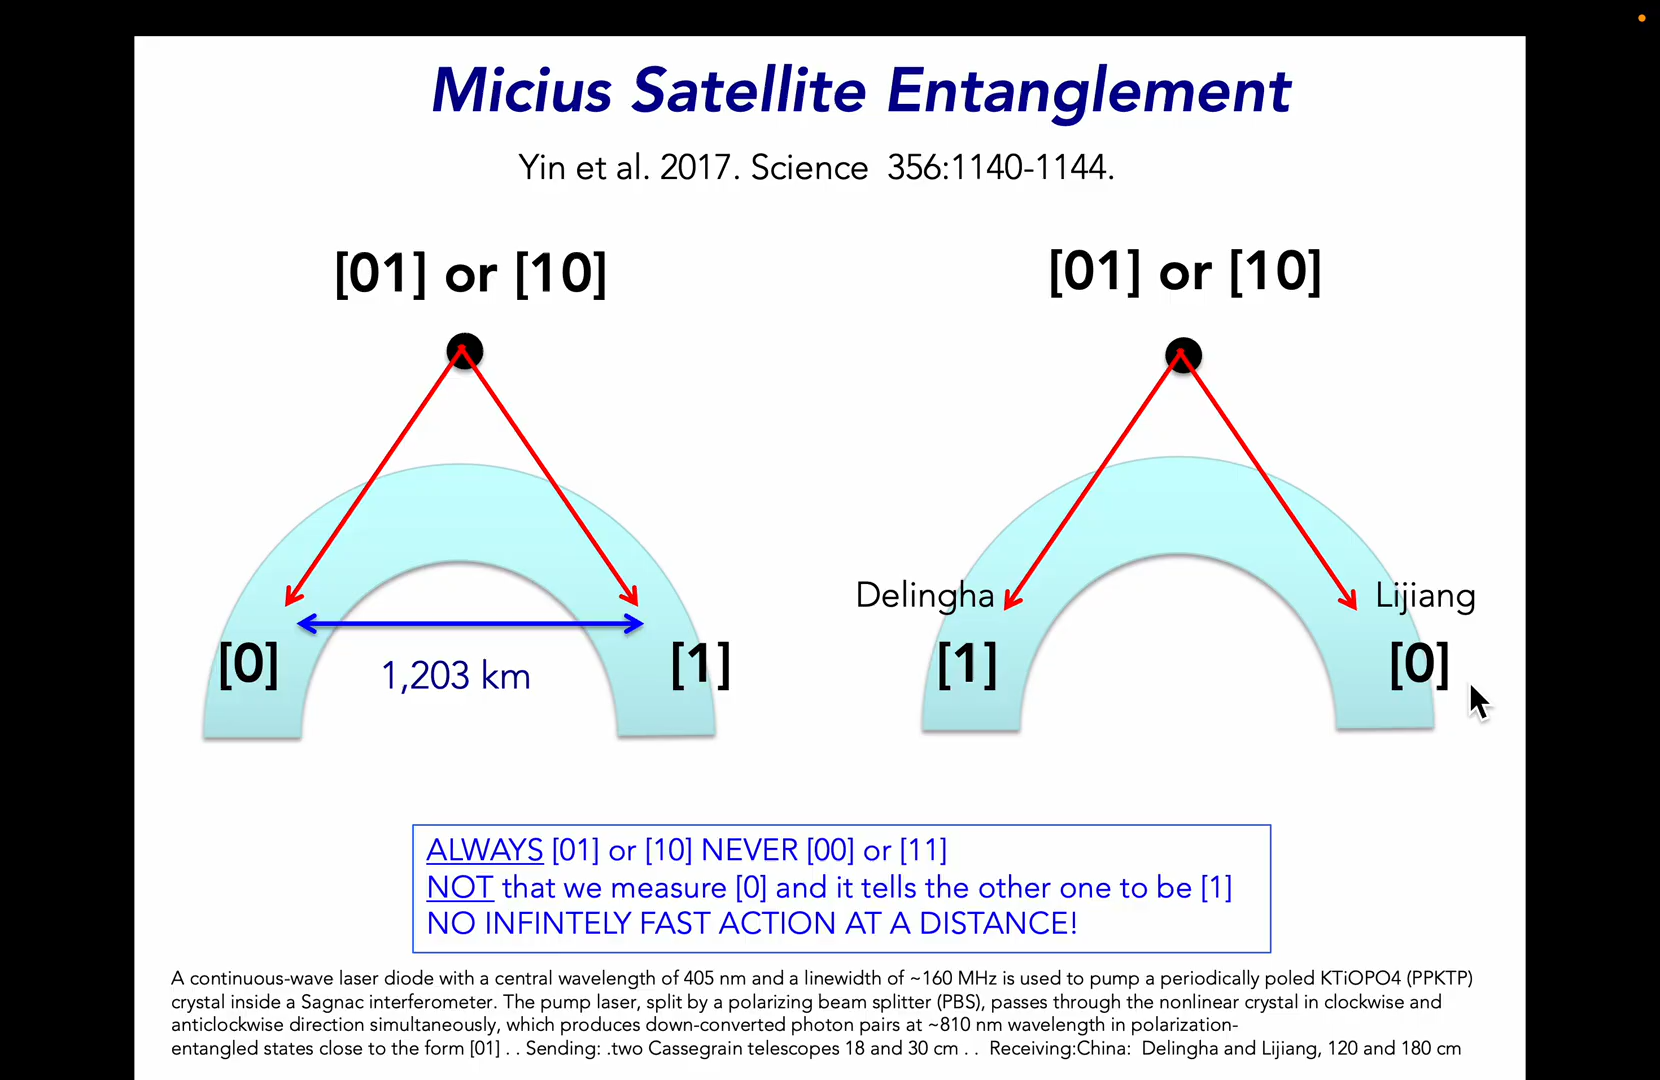 Micius Satellite Entanglement
Yin et al. 2017. Science 356:1140-1144.
[01] or [10]
[01] or [10]
Delingha
Lijiang
[0]
1,203 km
[1]
[1]
[0]
ALWAYS [01] or [10] NEVER [00] or [11]
NOT that we measure [0] and it tells the other one to be [1]
NO INFINTELY FAST ACTION AT A DISTANCE!
A continuous-wave laser diode with a central wavelength of 405 nm and a linewidth of ~160 MHz is used to pump a periodically poled KTiOPO4 (PPKTP)
crystal inside a Sagnac interferometer. The pump laser, split by a polarizing beam splitter (PBS), passes through the nonlinear crystal in clockwise and
anticlockwise direction simultaneously, which produces down-converted photon pairs at ~810 nm wavelength in polarization-
entangled states close to the form [01] . . Sending: .two Cassegrain telescopes 18 and 30 cm . . Receiving:China: Delingha and Lijiang, 120 and 180 cm